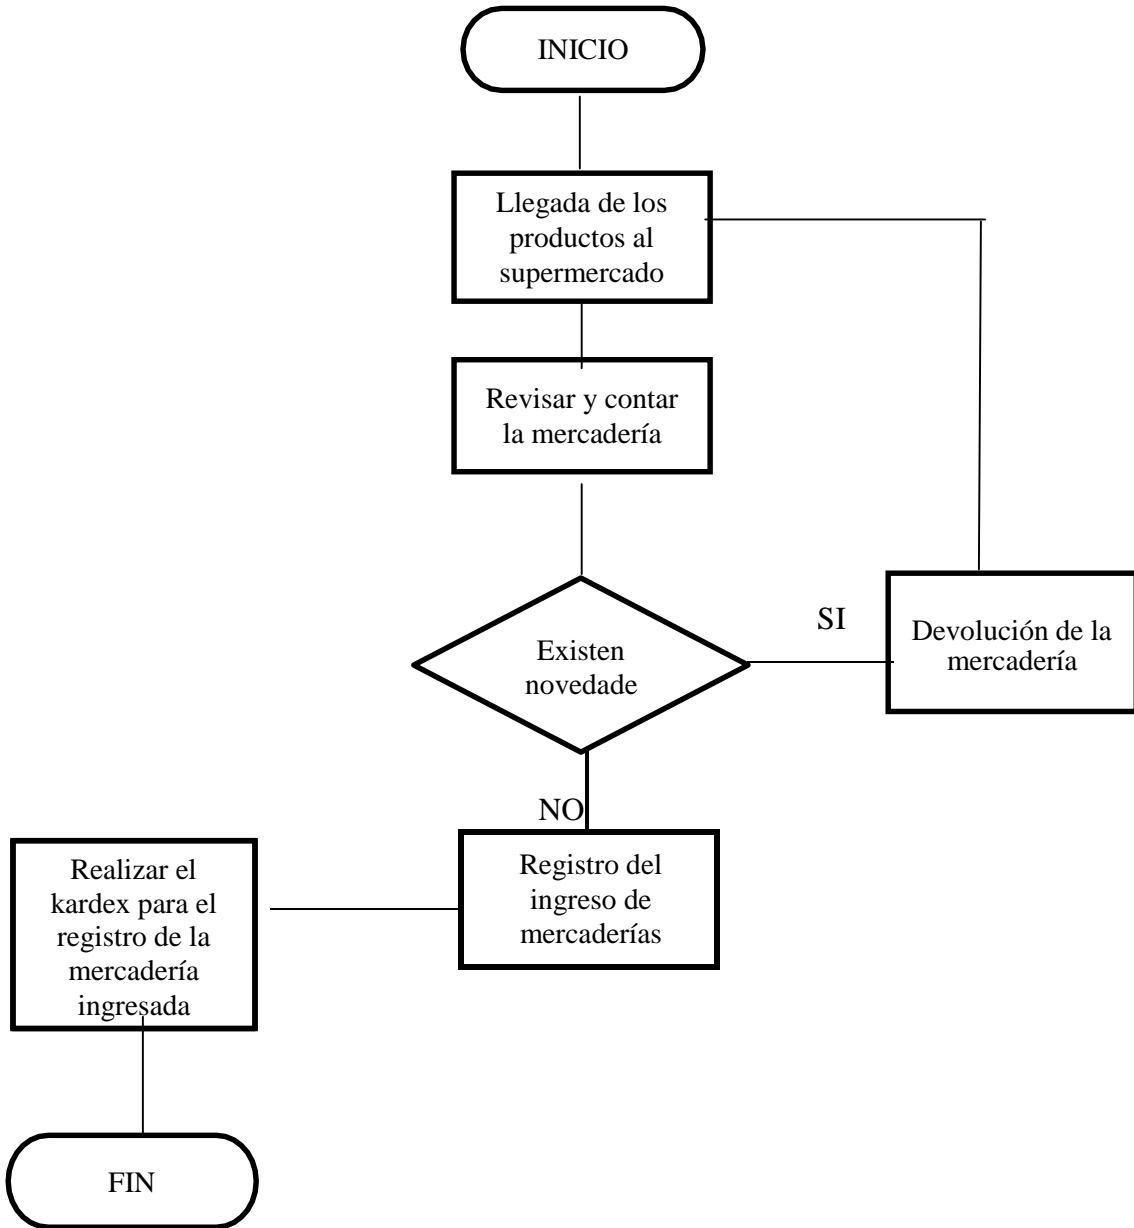 INICIO
Llegada de los
productos al
supermercado
Revisar y contar
la mercadería
Existen
novedade
SI
Devolución de la
mercadería
NO
Registro del
ingreso de
mercaderías
Realizar el
kardex para el
registro de la
mercadería
ingresada
FIN